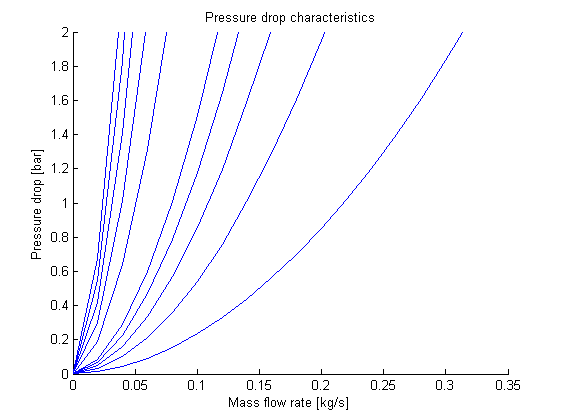 Pressure drop characteristics
2
1.8
1.6
1.4
1.2
1
0.8
0.6
0.4
0.2
0
Pressure drop [bar]
0 0.05 0.1 0.15 0.2 0.25 0.3 0.35
Mass flow rate [kg/s]